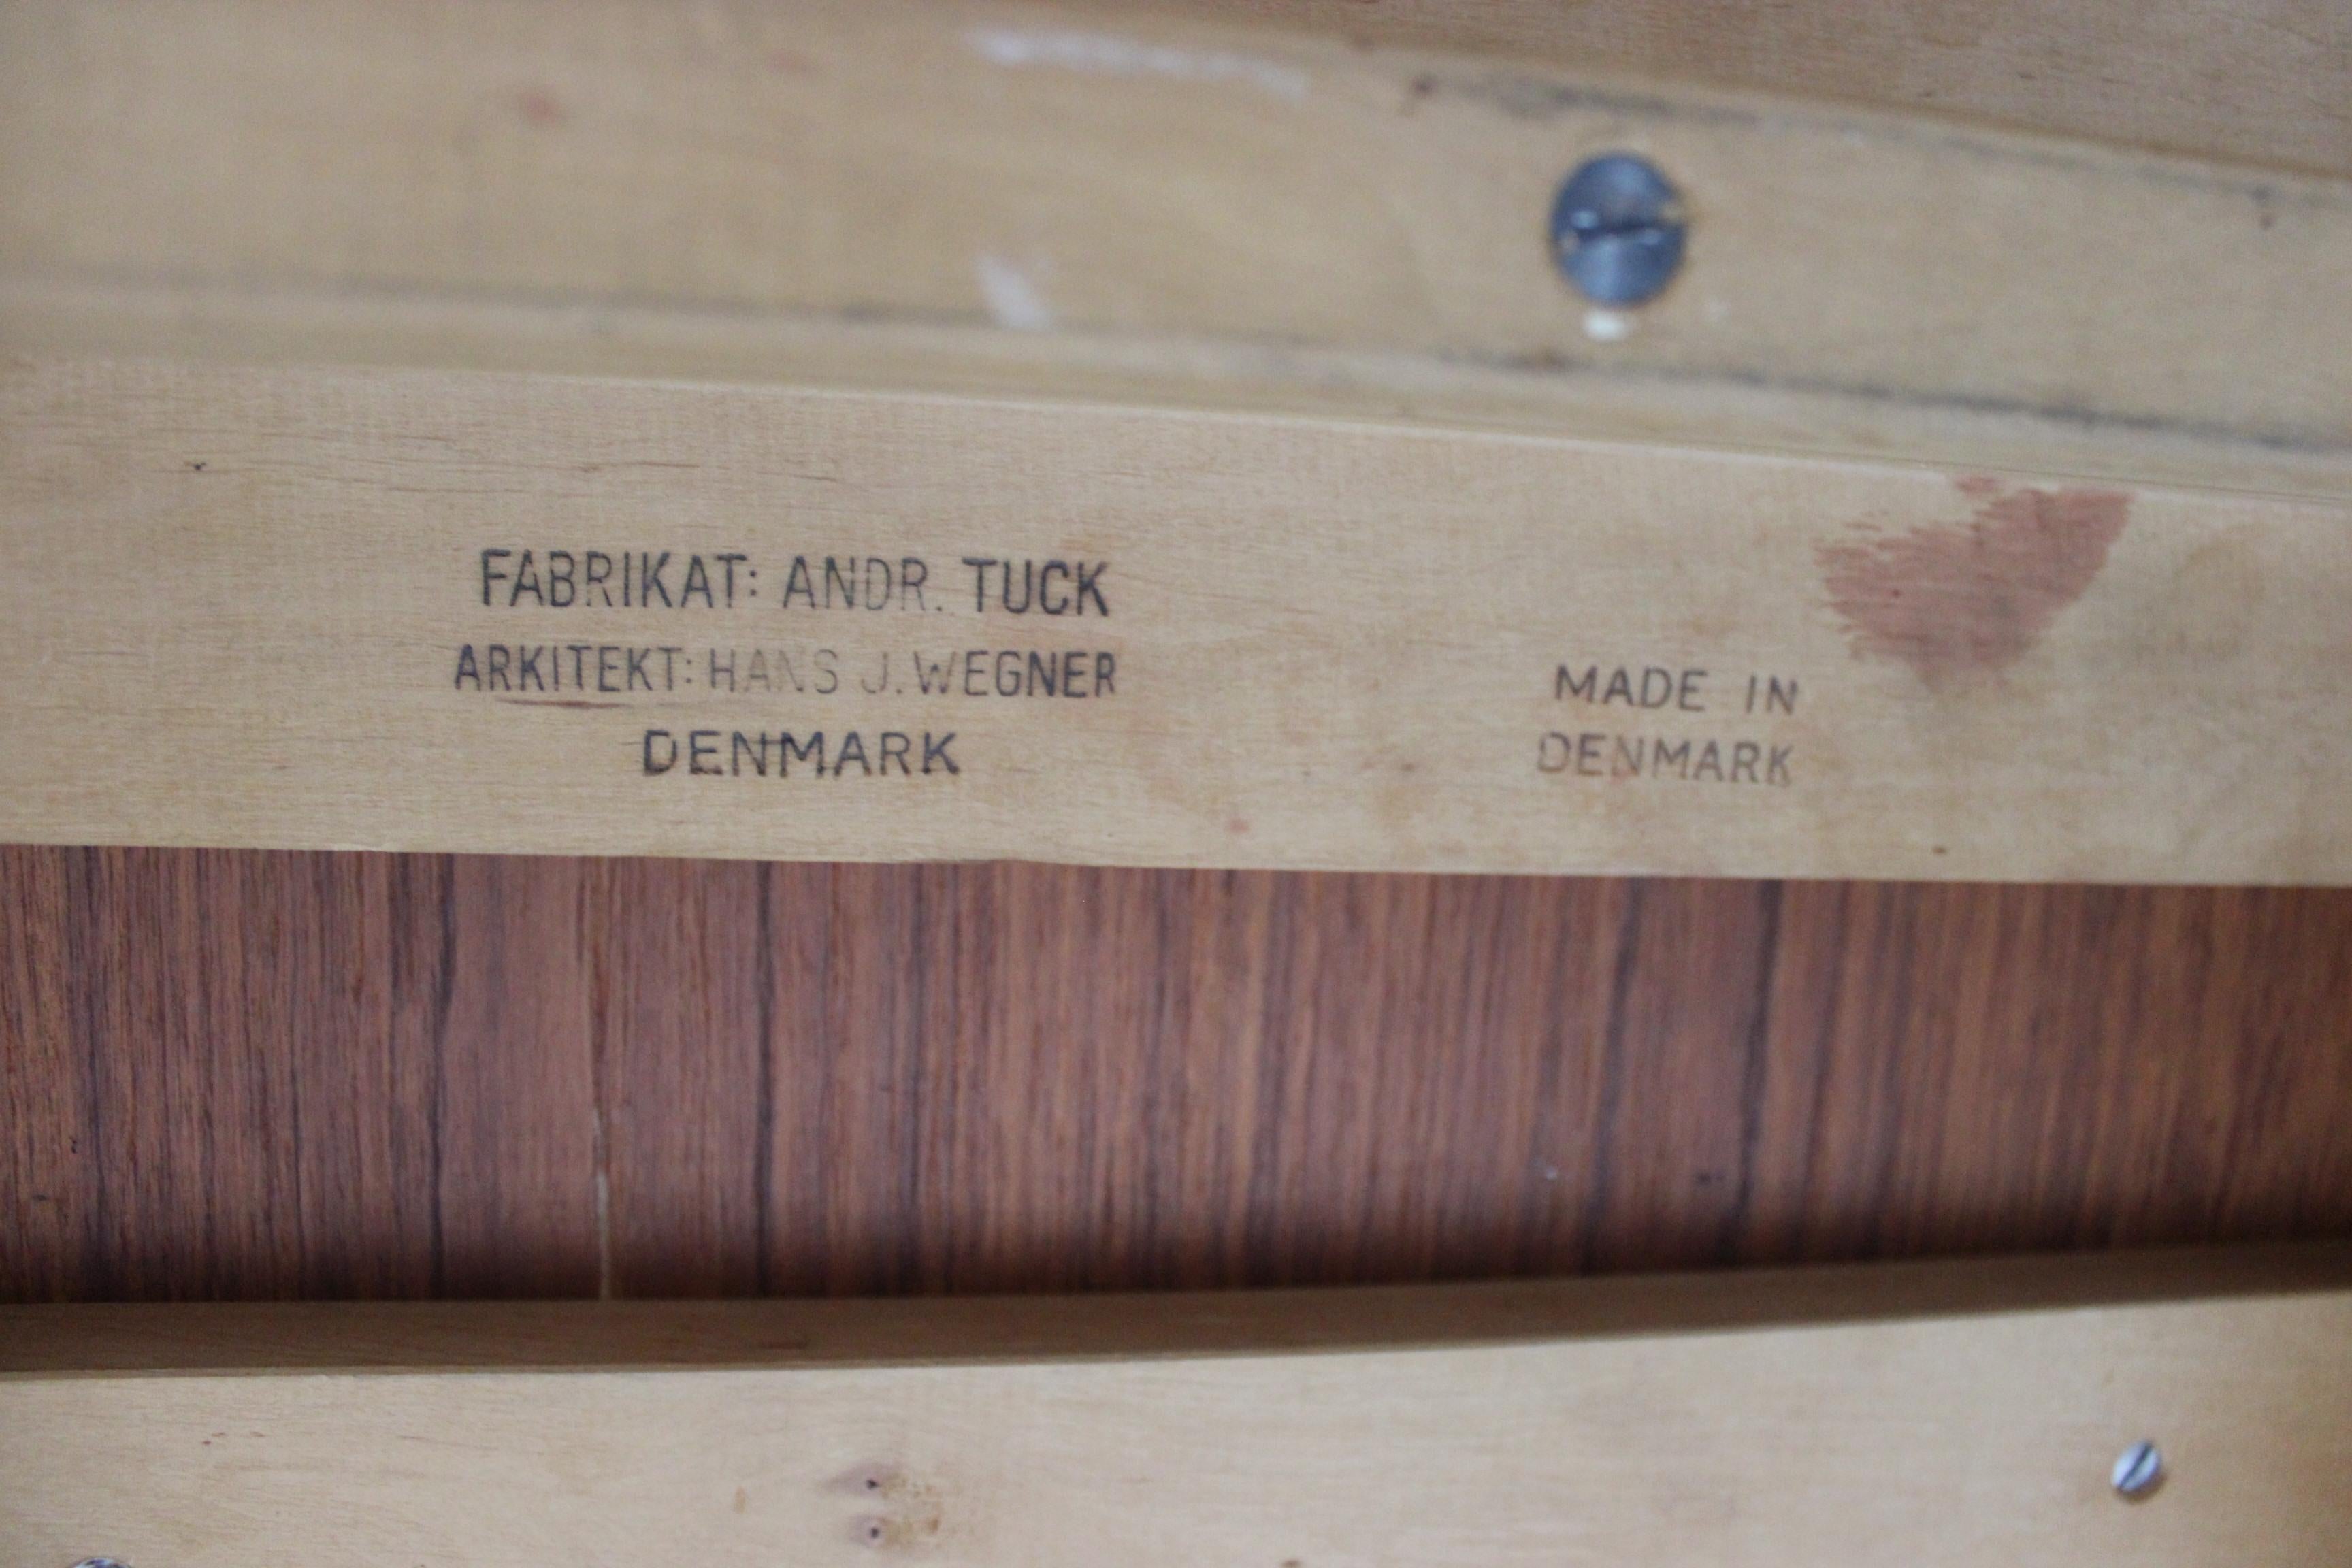 FABRIKAT: ANDR. TUCK
ARKITEKT: HANS J. WEGNER
DENMARK
MADE IN
DENMARK